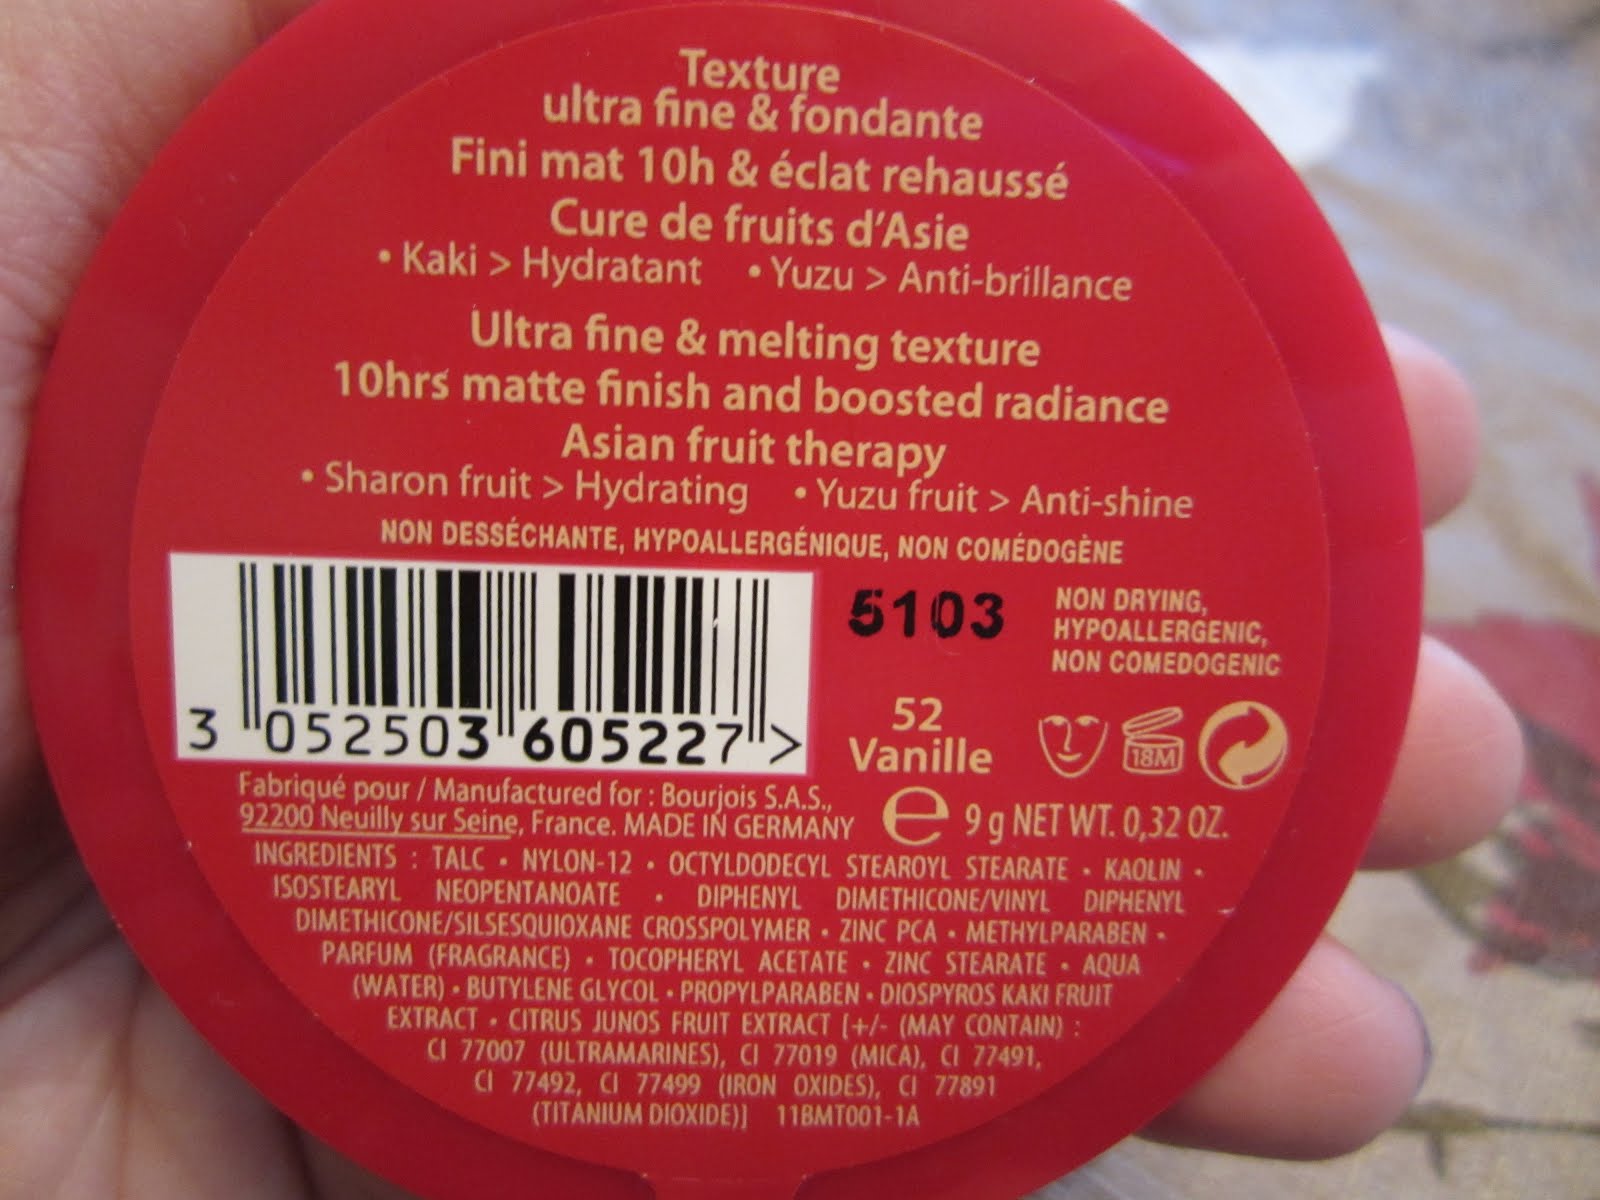 Texture
ultra fine & fondante
Fini mat 10h & éclat rehaussé
Cure de fruits d'Asie
• Kaki > Hydratant • Yuzu > Anti-brillance
Ultra fine & melting texture
10hrs matte finish and boosted radiance
Asian fruit therapy
• Sharon fruit > Hydrating • Yuzu fruit > Anti-shine
NON DESSÉCHANTE, HYPOALLERGÉNIQUE, NON COMÉDOGÈNE
5103
NON DRYING,
HYPOALLERGENIC,
NON COMEDOGENIC
3 052503 605227 >
52
Vanille
18M
Fabriqué pour / Manufactured for : Bourjois S.A.S.,
92200 Neuilly sur Seine, France. MADE IN GERMANY
e 9 g NET WT. 0,32 OZ.
INGREDIENTS : TALC • NYLON-12 • OCTYLDODECYL STEAROYL STEARATE • KAOLIN •
ISOSTEARYL NEOPENTANOATE • DIPHENYL DIMETHICONE/VINYL DIPHENYL
DIMETHICONE/SILSESQUIOXANE CROSSPOLYMER • ZINC PCA • METHYLPARABEN •
PARFUM (FRAGRANCE) • TOCOPHERYL ACETATE • ZINC STEARATE • AQUA
(WATER) • BUTYLENE GLYCOL • PROPYLPARABEN • DIOSPYROS KAKI FRUIT
EXTRACT • CITRUS JUNOS FRUIT EXTRACT [+/- (MAY CONTAIN) :
CI 77007 (ULTRAMARINES), CI 77019 (MICA), CI 77491,
CI 77492, CI 77499 (IRON OXIDES), CI 77891
(TITANIUM DIOXIDE)] 11BMT001-1A